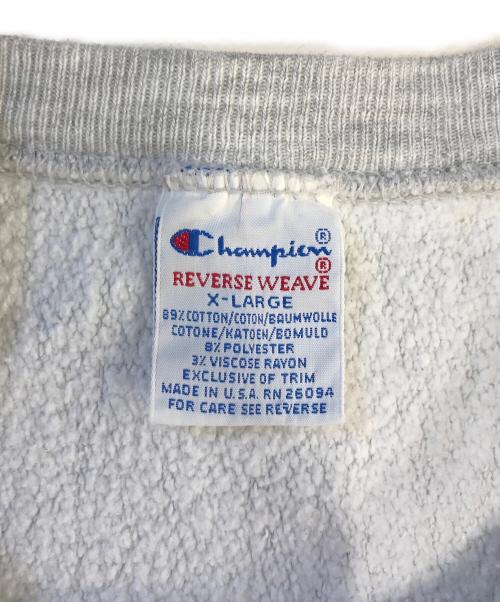 Champion®
REVERSE WEAVE®
X-LARGE
89% COTTON/COTON/BAUMWOLLE
COTONE/KATOEN/BOMULD
8% POLYESTER
3% VISCOSE RAYON
EXCLUSIVE OF TRIM
MADE IN U.S.A. RN 26094
FOR CARE SEE REVERSE